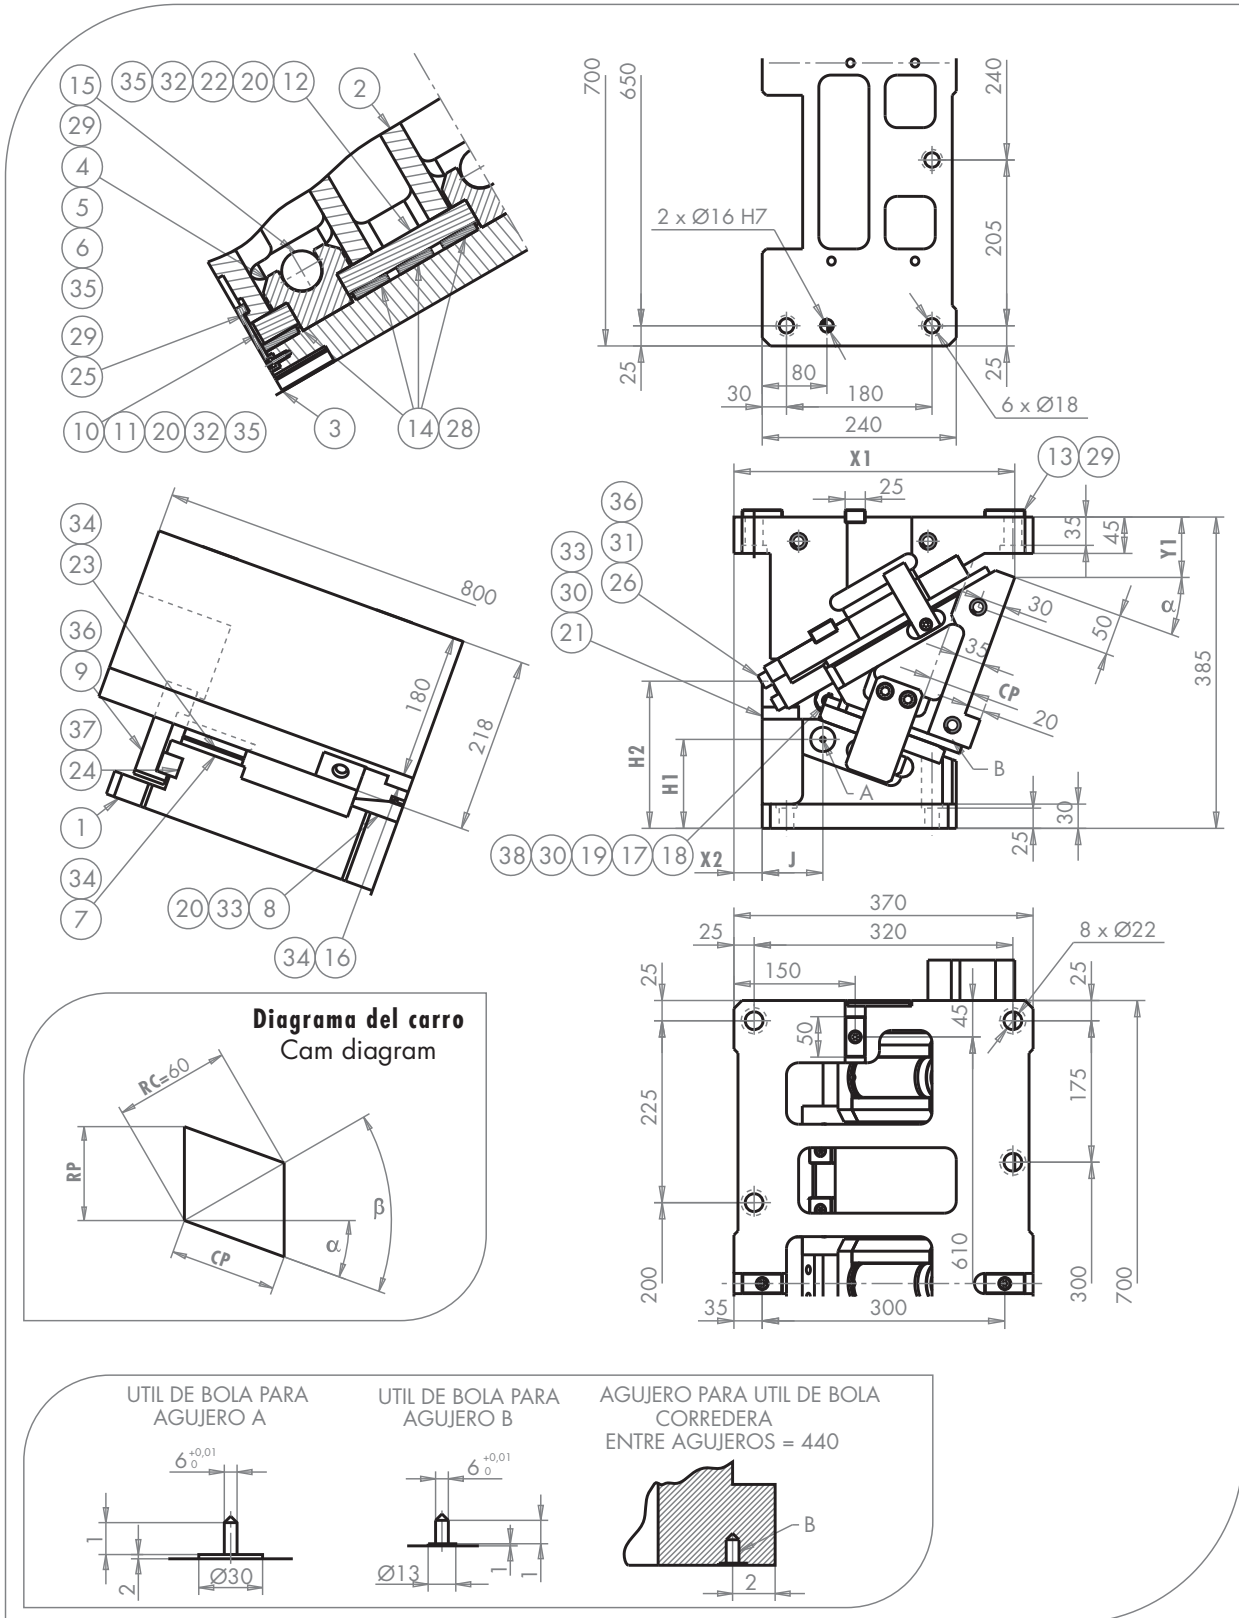 15 35 32 22 20 12 2
29
4
5
6
35
29
25
10 11 20 32 35 3 14 28
700 650 240
2 x Ø16 H7
205
25 80 25
30 180 6 x Ø18
240
X1 13 29
36 25
33 31
30 26
21
35 45 Y1
α
30 50
35
385
CP
20
H2 H1
A B
30
25
38 30 19 17 18 X2 J
34
23
36
9
37
24
1
34
7
800
180
218
20 33 8
34 16
370
25 320 8 x Ø22
25 150 25
50 45
225 175
610
200 300 700
35 300
Diagrama del carro
Cam diagram
RC=60
RP
β
α
CP
UTIL DE BOLA PARA
AGUJERO A
6 +0,01 0
1
2
Ø30
UTIL DE BOLA PARA
AGUJERO B
6 +0,01 0
Ø13
1
1
AGUJERO PARA UTIL DE BOLA
CORREDERA
ENTRE AGUJEROS = 440
B
2